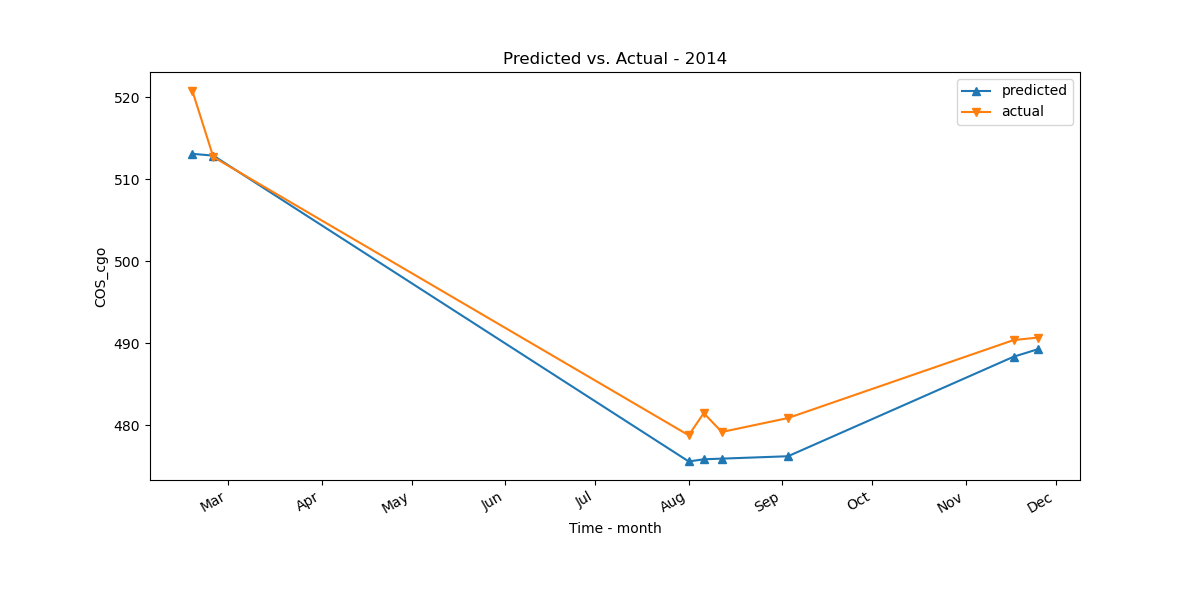 Predicted vs. Actual - 2014
predicted
actual
COS_cgo
520
510
500
490
480
Mar
Apr
May
Jun
Jul
Aug
Sep
Oct
Nov
Dec
Time - month